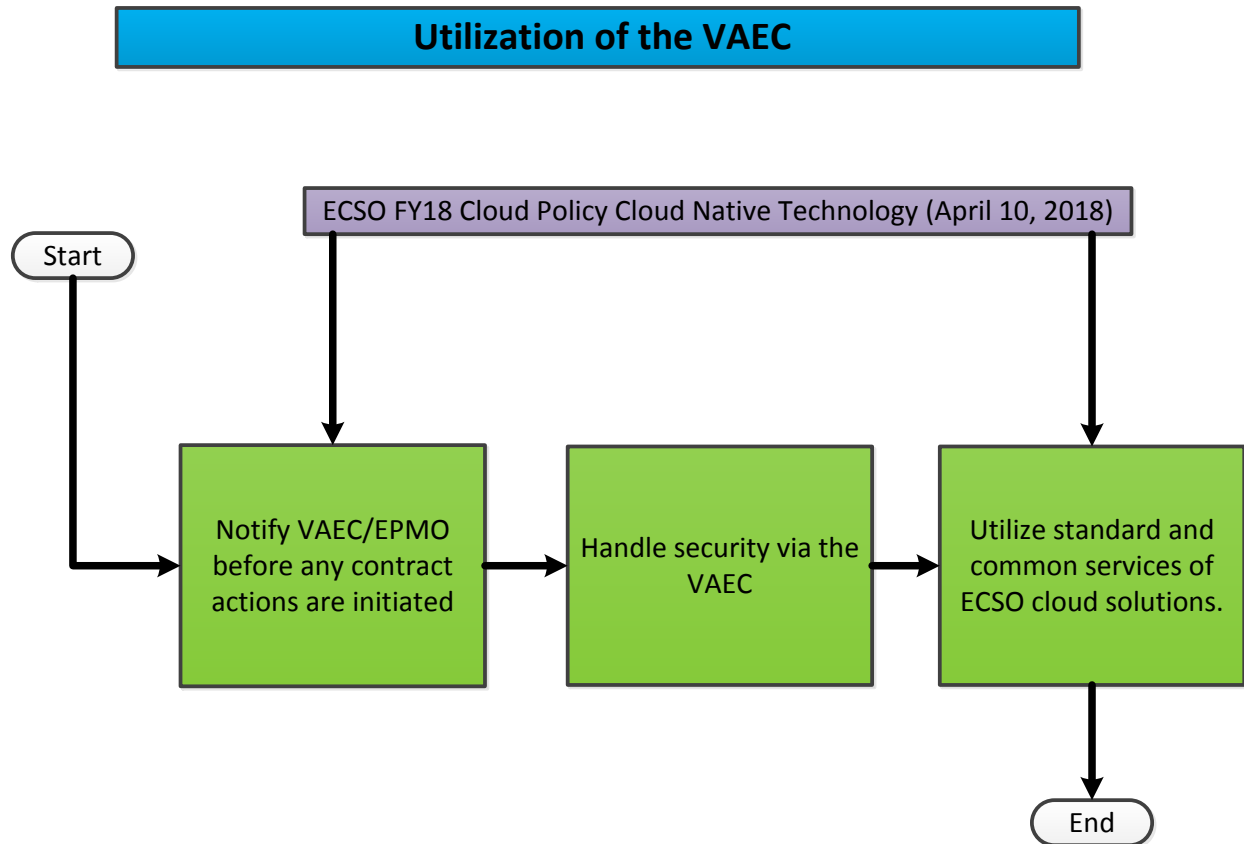 Utilization of the VAEC
ECSO FY18 Cloud Policy Cloud Native Technology (April 10, 2018)
Start
Notify VAEC/EPMO
before any contract
actions are initiated
Handle security via the
VAEC
Utilize standard and
common services of
ECSO cloud solutions.
End